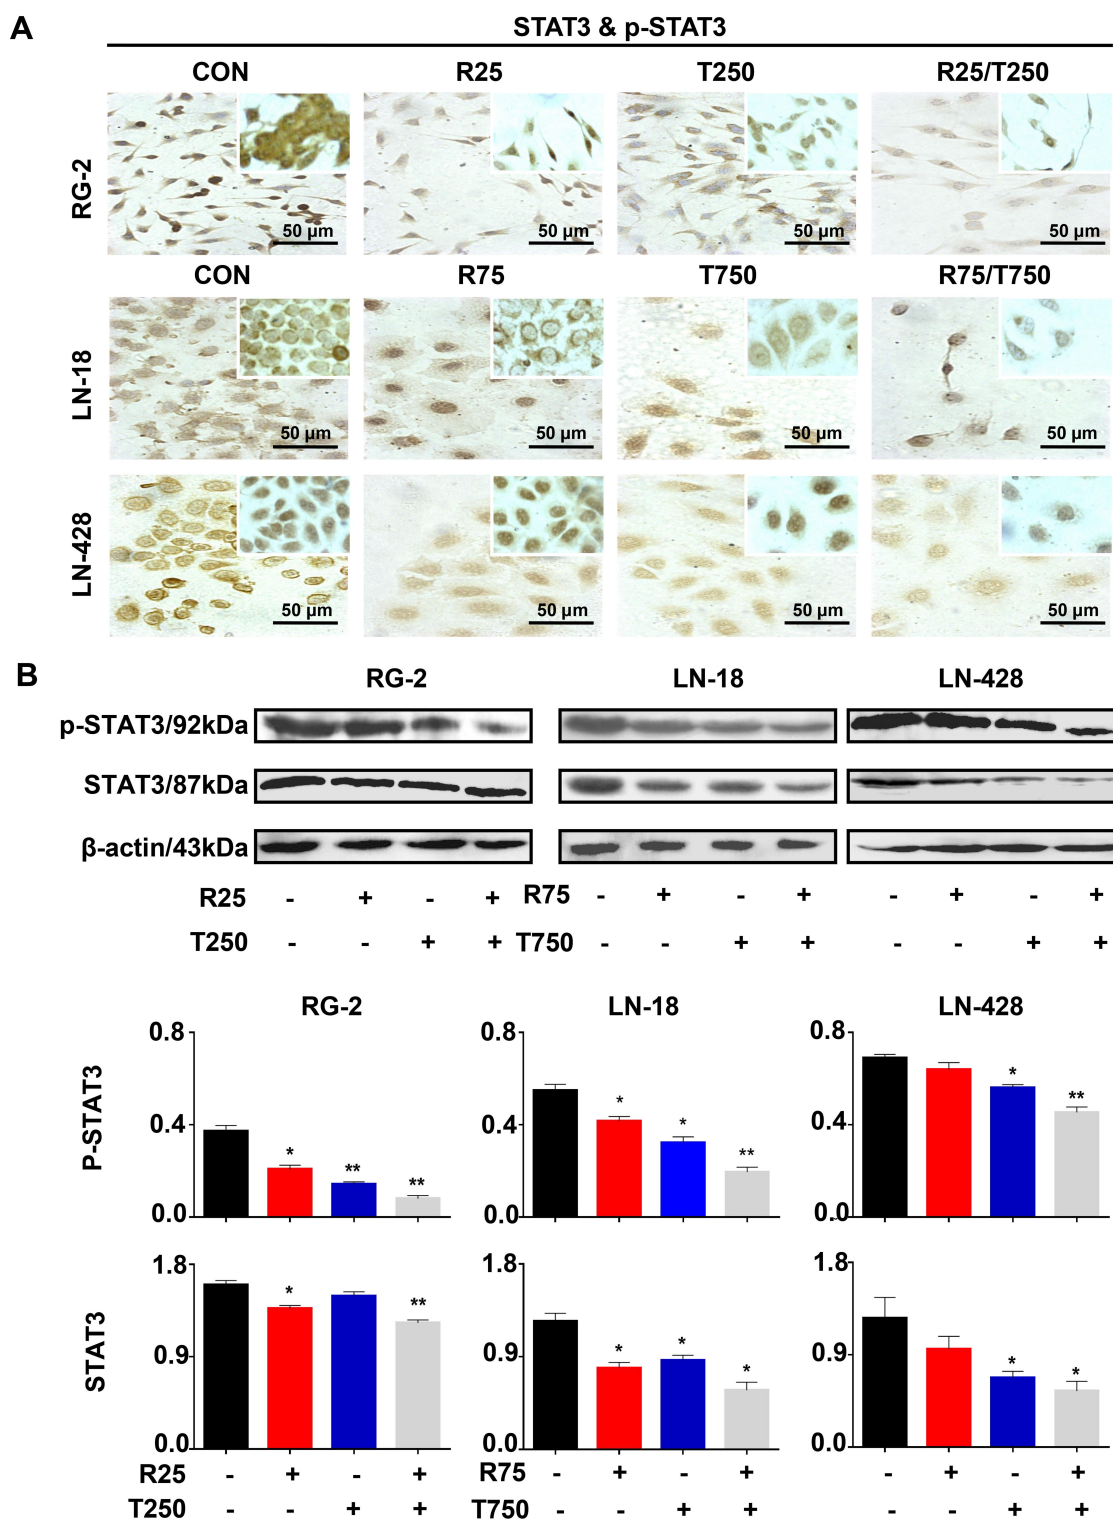 A
STAT3 & p-STAT3
CON R25 T250 R25/T250
RG-2
50 µm 50 µm 50 µm 50 µm
CON R75 T750 R75/T750
LN-18
50 µm 50 µm 50 µm 50 µm
LN-428
50 µm 50 µm 50 µm 50 µm
B
RG-2 LN-18 LN-428
p-STAT3/92kDa
STAT3/87kDa
β-actin/43kDa
R25 - + - + R75 - + - + - + - +
T250 - - + + T750 - - + + - - + +
RG-2 LN-18 LN-428
P-STAT3
0.8 0.8 0.8
0.4 0.4 0.4
0.0 0.0 0.0
* ** ** * * ** * **
STAT3
1.8 1.8 1.8
0.9 0.9 0.9
0.0 0.0 0.0
* ** * * * * *
R25 - + - + R75 - + - + - + - +
T250 - - + + T750 - - + + - - + +